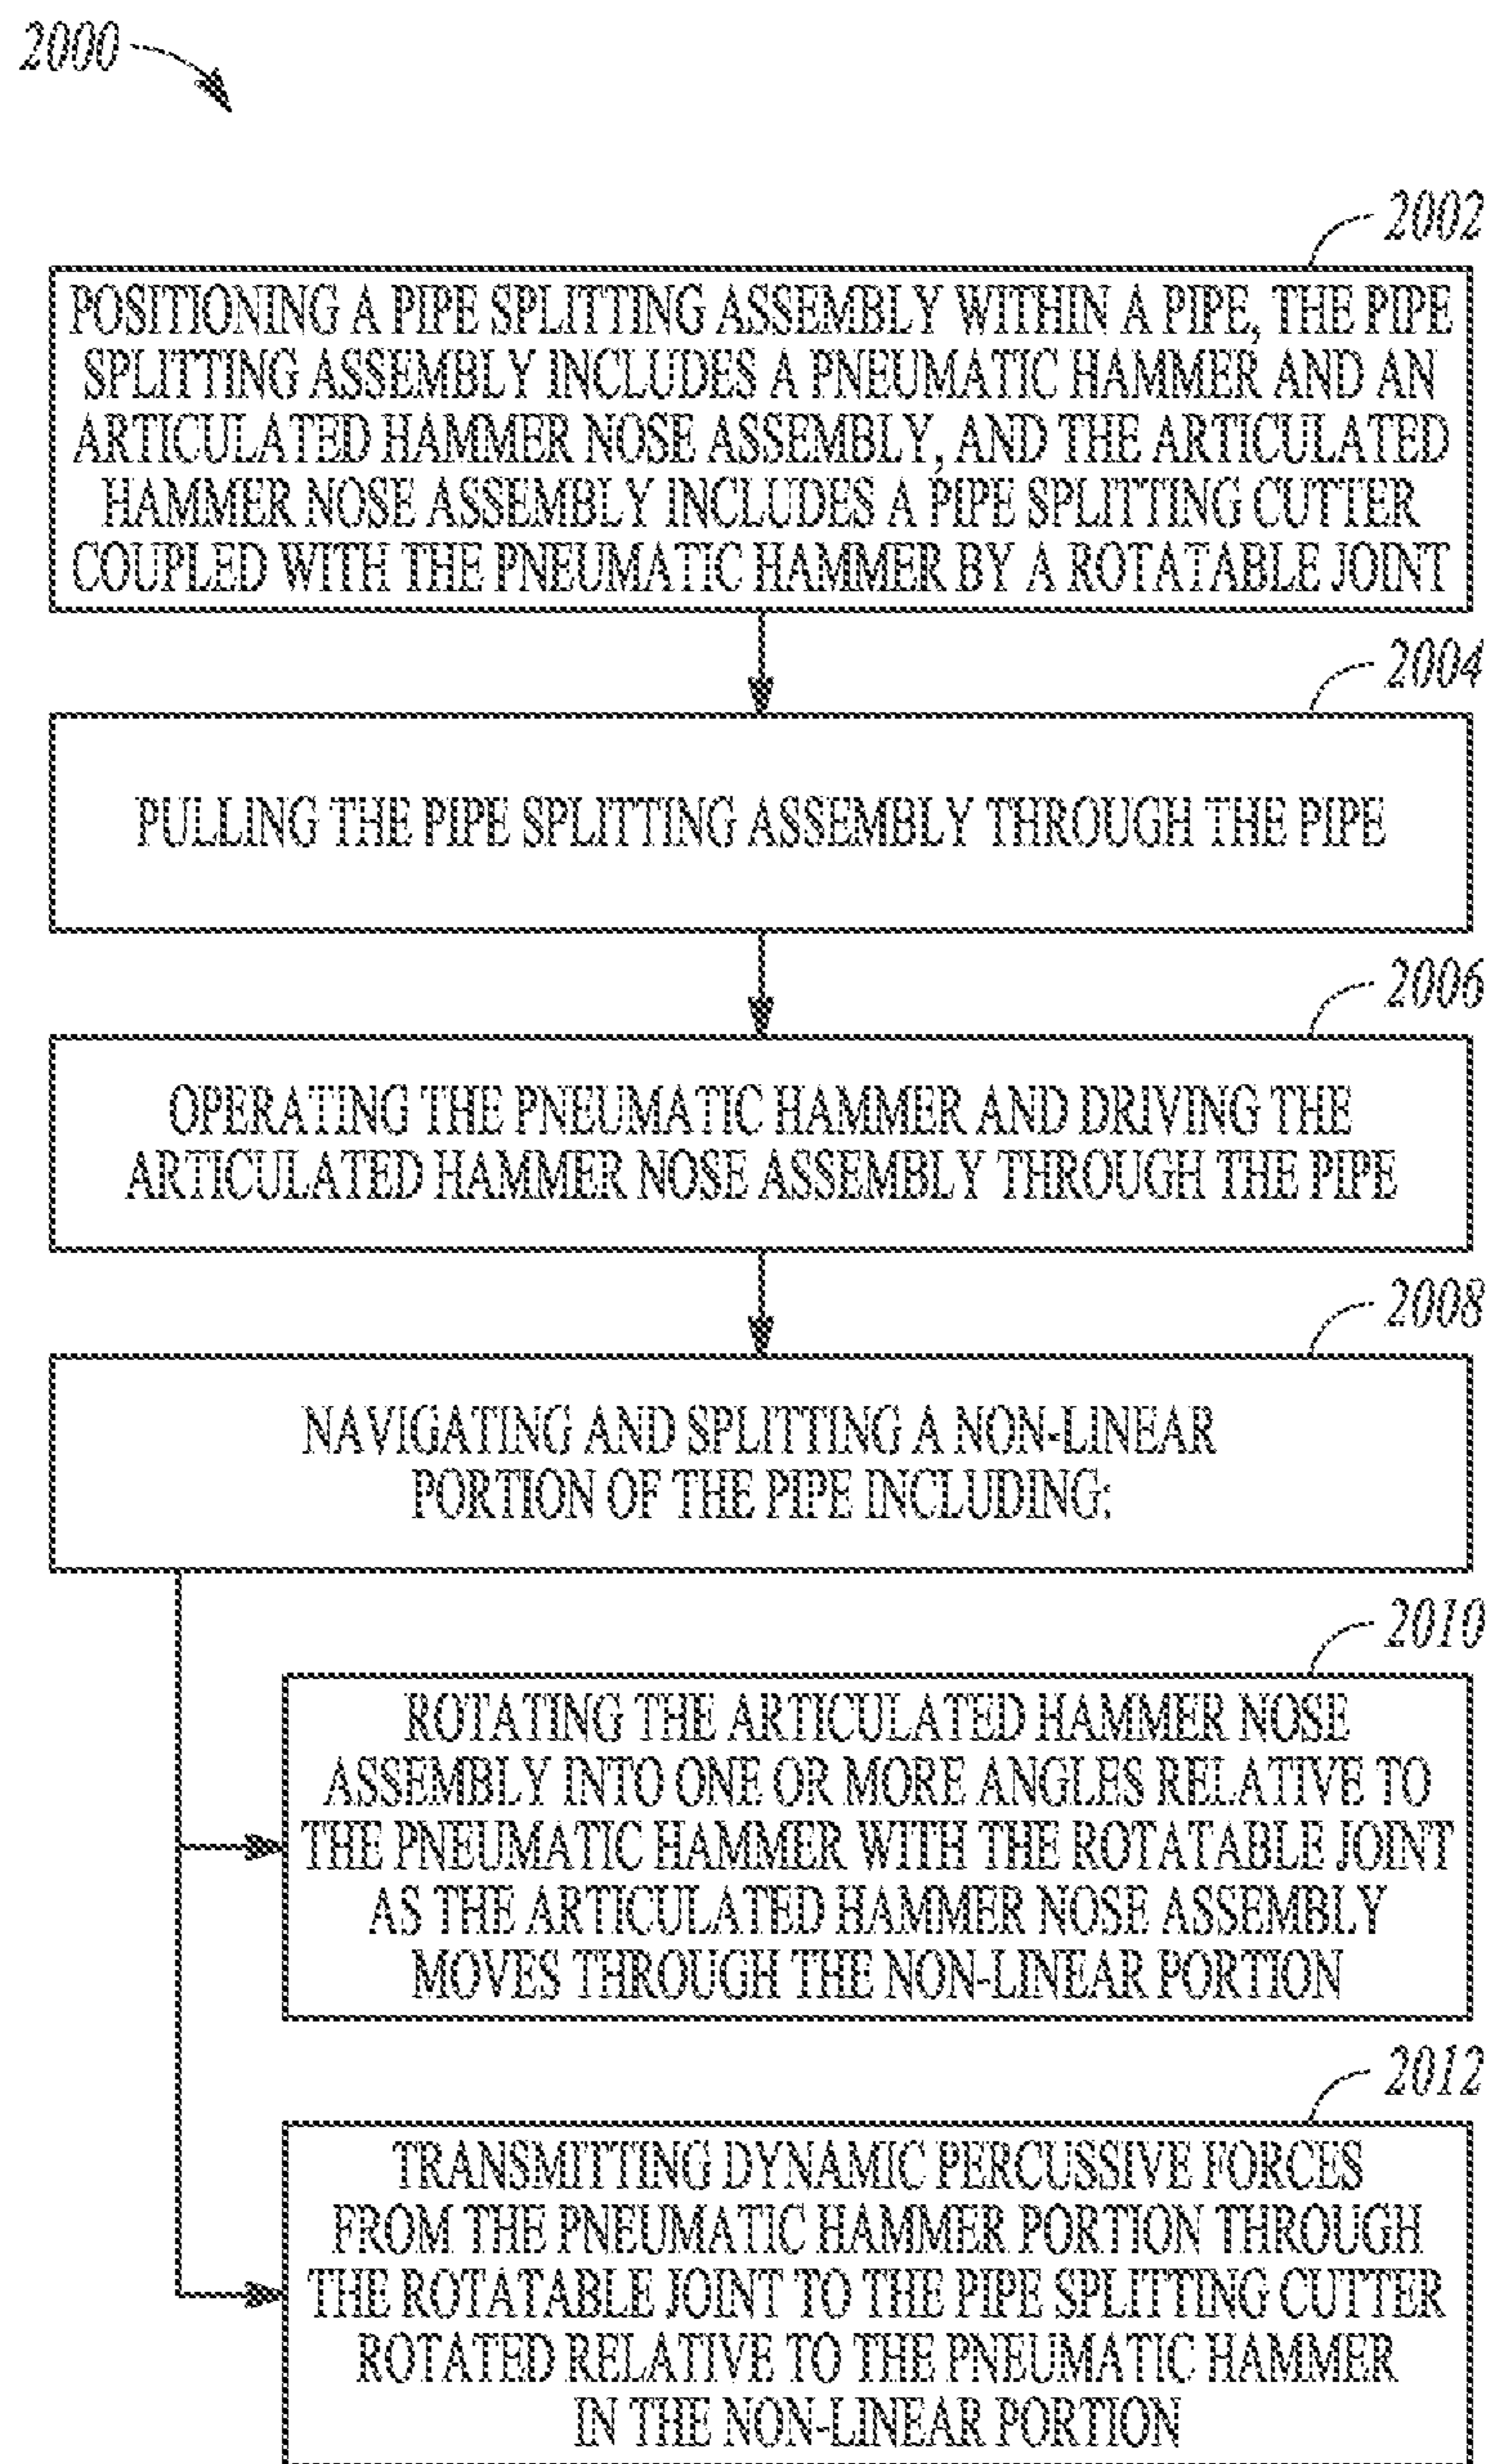 2000
2002
POSITIONING A PIPE SPLITTING ASSEMBLY WITHIN A PIPE, THE PIPE
SPLITTING ASSEMBLY INCLUDES A PNEUMATIC HAMMER AND AN
ARTICULATED HAMMER NOSE ASSEMBLY, AND THE ARTICULATED
HAMMER NOSE ASSEMBLY INCLUDES A PIPE SPLITTING CUTTER
COUPLED WITH THE PNEUMATIC HAMMER BY A ROTATABLE JOINT
2004
PULLING THE PIPE SPLITTING ASSEMBLY THROUGH THE PIPE
2006
OPERATING THE PNEUMATIC HAMMER AND DRIVING THE
ARTICULATED HAMMER NOSE ASSEMBLY THROUGH THE PIPE
2008
NAVIGATING AND SPLITTING A NON-LINEAR
PORTION OF THE PIPE INCLUDING:
2010
ROTATING THE ARTICULATED HAMMER NOSE
ASSEMBLY INTO ONE OR MORE ANGLES RELATIVE TO
THE PNEUMATIC HAMMER WITH THE ROTATABLE JOINT
AS THE ARTICULATED HAMMER NOSE ASSEMBLY
MOVES THROUGH THE NON-LINEAR PORTION
2012
TRANSMITTING DYNAMIC PERCUSSIVE FORCES
FROM THE PNEUMATIC HAMMER PORTION THROUGH
THE ROTATABLE JOINT TO THE PIPE SPLITTING CUTTER
ROTATED RELATIVE TO THE PNEUMATIC HAMMER
IN THE NON-LINEAR PORTION